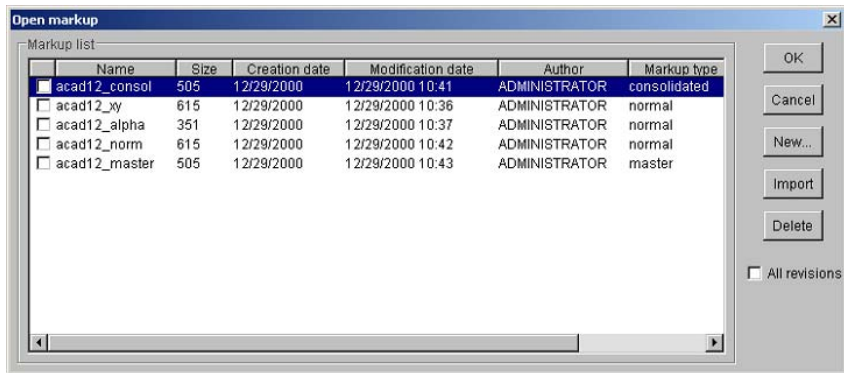 Open markup
Markup list
Name Size Creation date Modification date Author Markup type
acad12_consol 505 12/29/2000 12/29/2000 10:41 ADMINISTRATOR consolidated
acad12_xy 615 12/29/2000 12/29/2000 10:36 ADMINISTRATOR normal
acad12_alpha 351 12/29/2000 12/29/2000 10:37 ADMINISTRATOR normal
acad12_norm 615 12/29/2000 12/29/2000 10:42 ADMINISTRATOR normal
acad12_master 505 12/29/2000 12/29/2000 10:43 ADMINISTRATOR master
OK
Cancel
New...
Import
Delete
All revisions